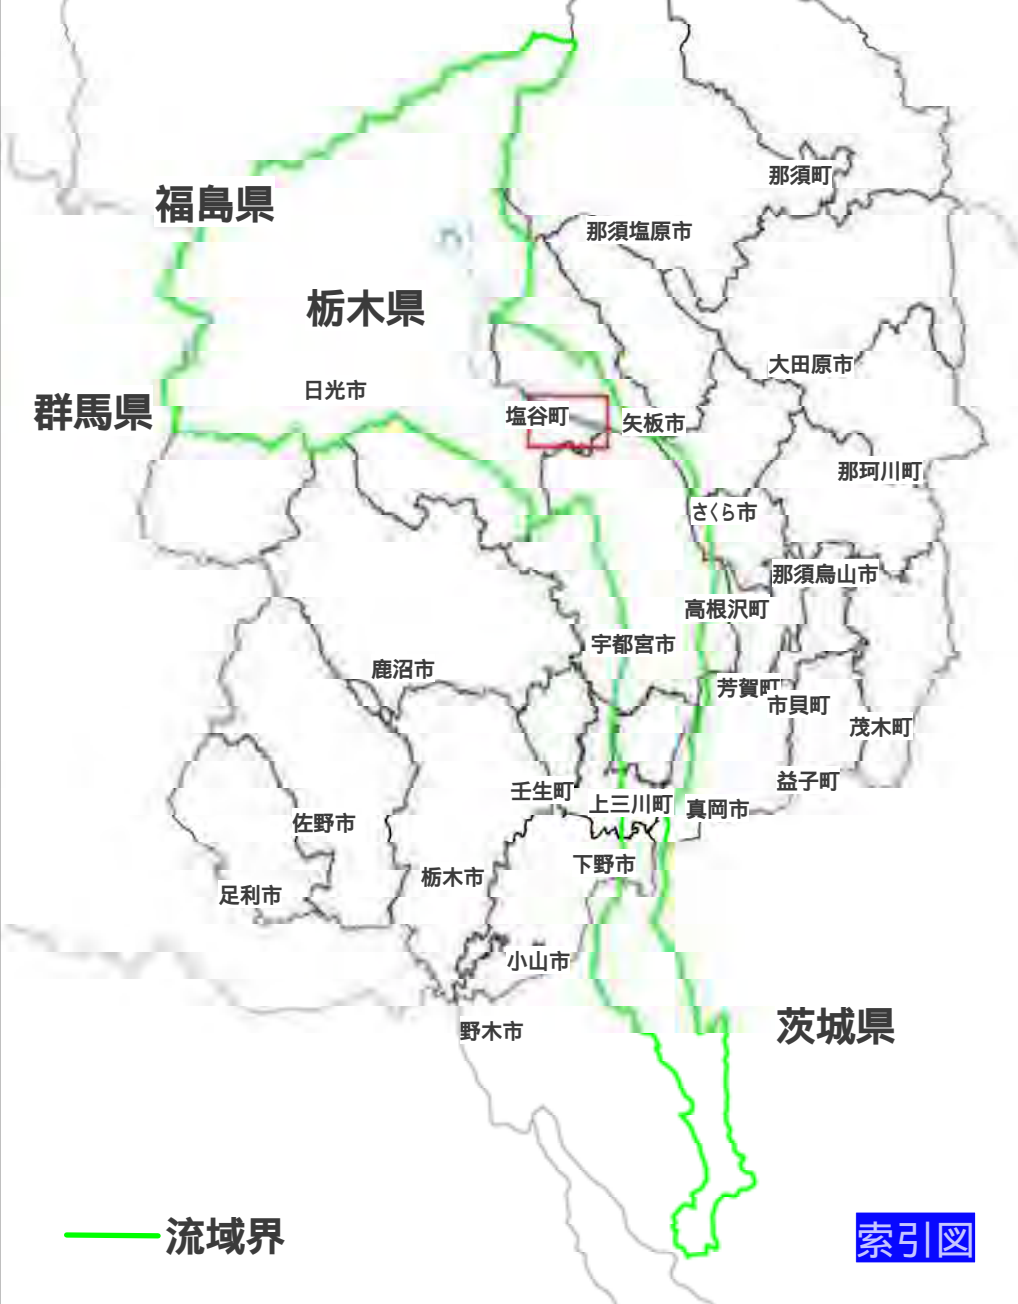 那須町
福島県
那須塩原市
栃木県
大田原市
日光市
群馬県
塩谷町
矢板市
那珂川町
さくら市
那須烏山市
高根沢町
宇都宮市
鹿沼市
芳賀町
市貝町
茂木町
益子町
壬生町
上三川町
真岡市
佐野市
下野市
栃木市
足利市
小山市
茨城県
野木市
流域界
索引図